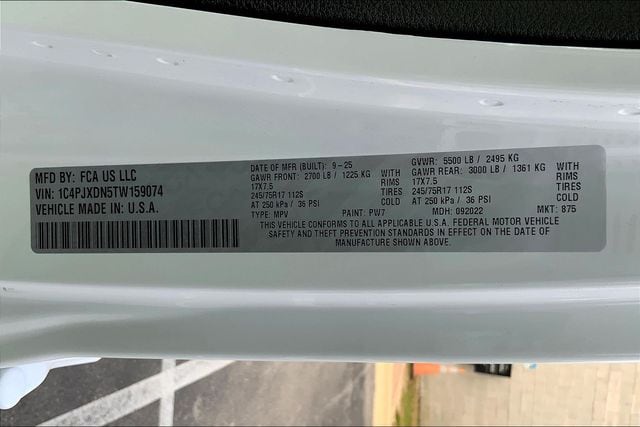 MFD BY: FCA US LLC
VIN: 1C4PJXDN5TW159074
VEHICLE MADE IN: U.S.A.
DATE OF MFR (BUILT): 9-25
GAWR FRONT: 2700 LB / 1225 KG WITH
17X7.5 RIMS
245/75R17 112S TIRES
AT 250 kPa / 36 PSI COLD
GVWR: 5500 LB / 2495 KG
GAWR REAR: 3000 LB / 1361 KG WITH
17X7.5 RIMS
245/75R17 112S TIRES
AT 250 kPa / 36 PSI COLD
TYPE: MPV PAINT: PW7 MDH: 092022 MKT: 875
THIS VEHICLE CONFORMS TO ALL APPLICABLE U.S.A. FEDERAL MOTOR VEHICLE
SAFETY AND THEFT PREVENTION STANDARDS IN EFFECT ON THE DATE OF
MANUFACTURE SHOWN ABOVE.